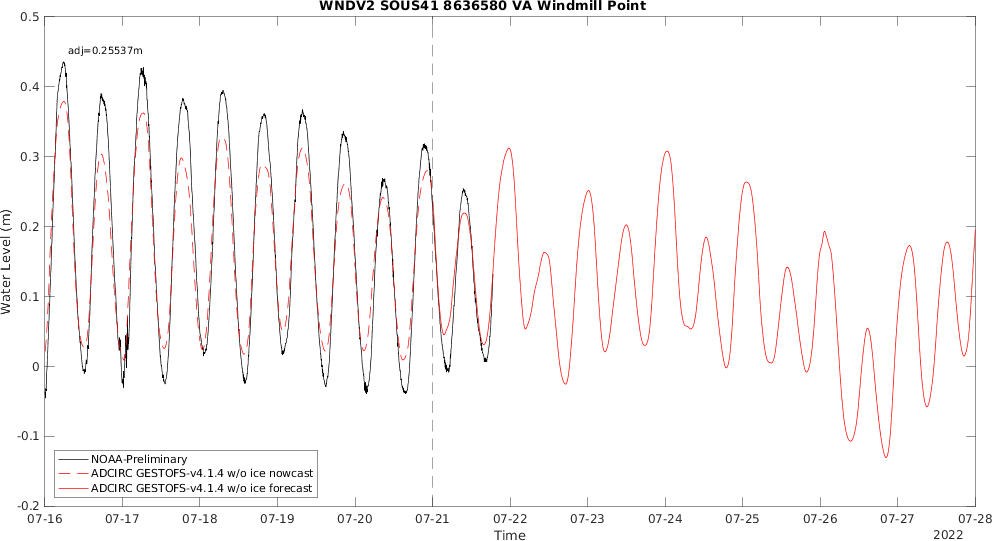 WNDV2 SOUS41 8636580 VA Windmill Point
adj=0.25537m
0.5
0.4
0.3
0.2
0.1
0
-0.1
-0.2
Water Level (m)
NOAA-Preliminary
ADCIRC GESTOFS-v4.1.4 w/o ice nowcast
ADCIRC GESTOFS-v4.1.4 w/o ice forecast
07-16 07-17 07-18 07-19 07-20 07-21 07-22 07-23 07-24 07-25 07-26 07-27 07-28
Time
2022